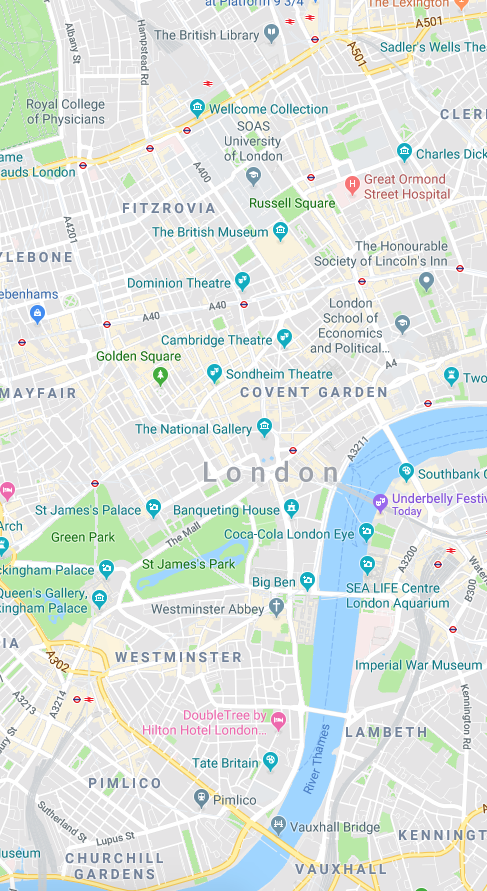 at Platform 9 3/4
The Lexington
The British Library
Albany St
Hampstead Rd
A501
A501
Sadler's Wells The
Royal College
of Physicians
Wellcome Collection
CLER
SOAS
University
of London
ame
auds London
A400
Charles Dick
Great Ormond
Street Hospital
FITZROVIA
Russell Square
A4201
The British Museum
The Honourable
Society of Lincoln's Inn
YLEBONE
Dominion Theatre
ebenhams
A40
A40
London
School of
Economics
and Political...
Cambridge Theatre
Golden Square
A4
Sondheim Theatre
Two
MAYFAIR
COVENT GARDEN
The National Gallery
A3211
London
Southbank C
Underbelly Festiv
Today
St James's Palace
Banqueting House
Arch
Green Park
The Mall
Coca-Cola London Eye
ckingham Palace
St James's Park
A3200
Waterl
B300
Big Ben
SEA LIFE Centre
London Aquarium
Queen's Gallery,
kingham Palace
Westminster Abbey
IA
A302
WESTMINSTER
Imperial War Museum
A3213
A3214
DoubleTree by
Hilton Hotel London...
Kennington Rd
LAMBETH
ury St
Tate Britain
River Thames
PIMLICO
Pimlico
Sutherland St
Lupus St
Vauxhall Bridge
KENNINGT
useum
CHURCHILL
GARDENS
VAUXHALL